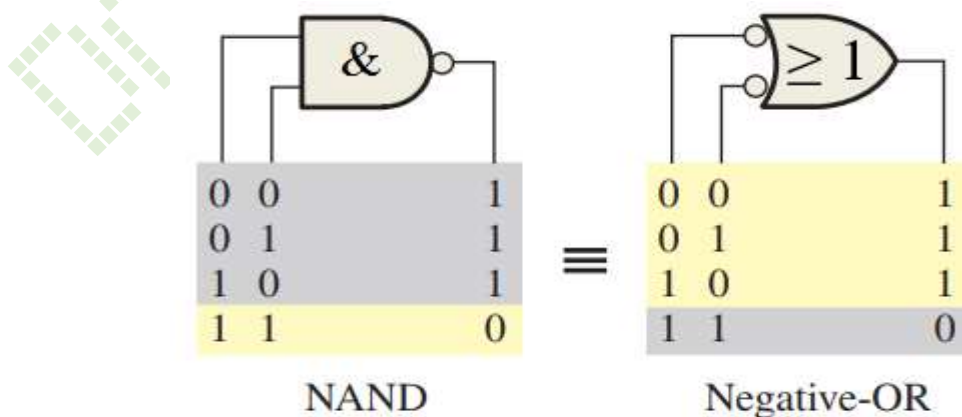 & ≥ 1
0 0 1 0 0 1
0 1 1 0 1 1
1 0 1 ≡ 1 0 1
1 1 0 1 1 0
NAND Negative-OR